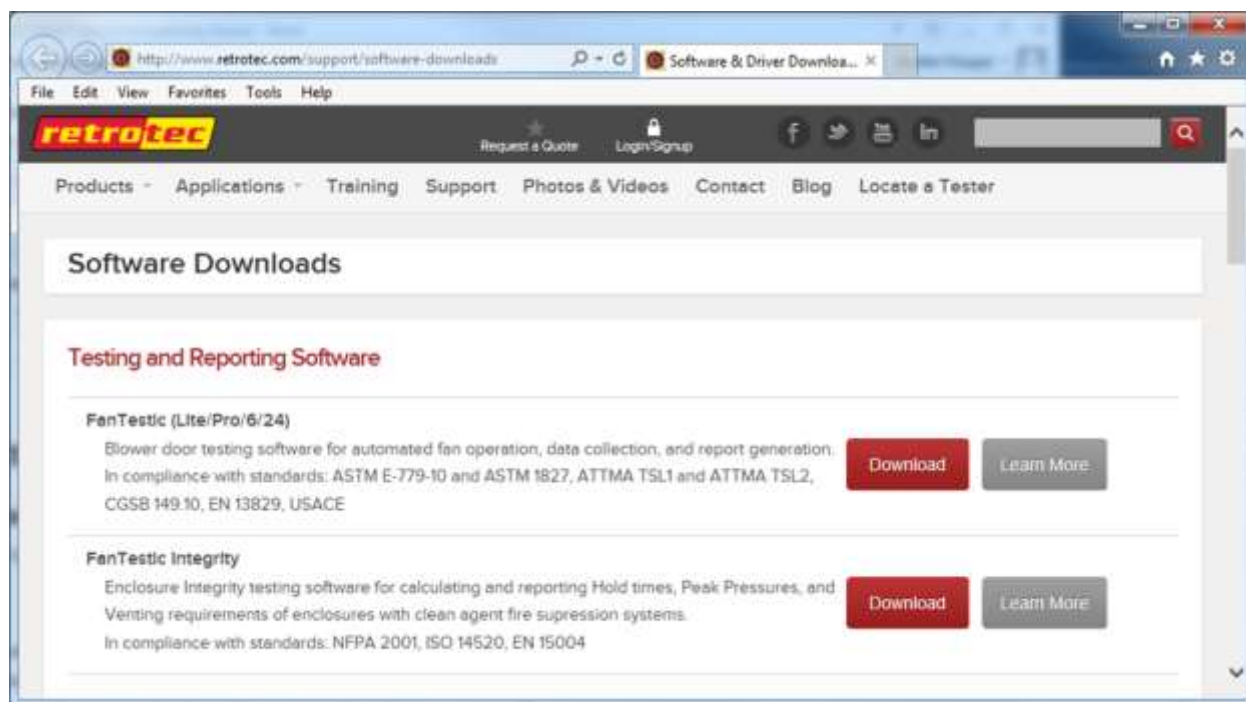 http://www.retrotec.com/support/software-downloads
Software & Driver Downloa...
File Edit View Favorites Tools Help
retrotec
Request a Quote Login/Signup
You
in
Products Applications Training Support Photos & Videos Contact Blog Locate a Tester
Software Downloads
Testing and Reporting Software
FanTestic (Lite/Pro/6/24)
Blower door testing software for automated fan operation, data collection, and report generation.
In compliance with standards: ASTM E-779-10 and ASTM 1827, ATTMA TSL1 and ATTMA TSL2,
CGSB 149.10, EN 13829, USACE
Download Learn More
FanTestic Integrity
Enclosure Integrity testing software for calculating and reporting Hold times, Peak Pressures, and
Venting requirements of enclosures with clean agent fire supression systems.
In compliance with standards: NFPA 2001, ISO 14520, EN 15004
Download Learn More